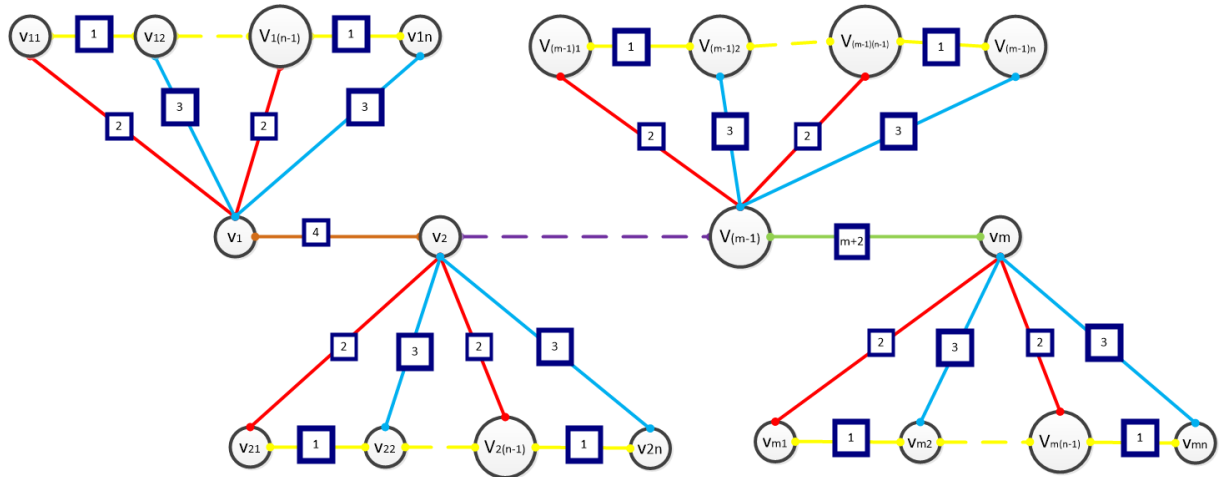 v11 1 v12 V1(n-1) 1 v1n
V(m-1)1 1 V(m-1)2 V(m-1)(n-1) 1 V(m-1)n
2 3 2 3
2 3 2 3
v1 4 v2 V(m-1) m+2 vm
2 3 2 3
2 3 2 3
v21 1 v22 V2(n-1) 1 v2n
vm1 1 vm2 Vm(n-1) 1 vmn